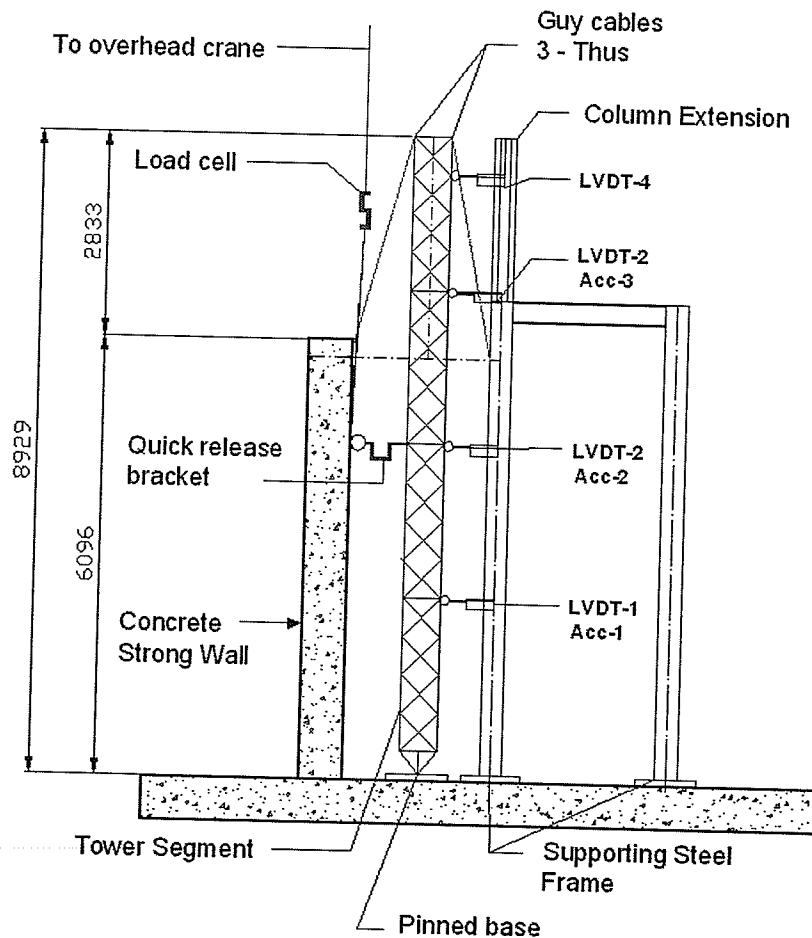 Guy cables
3 - Thus
To overhead crane
Column Extension
Load cell
LVDT-4
2833
LVDT-2
Acc-3
8929
Quick release
bracket
LVDT-2
Acc-2
6096
Concrete
Strong Wall
LVDT-1
Acc-1
Tower Segment
Supporting Steel
Frame
Pinned base